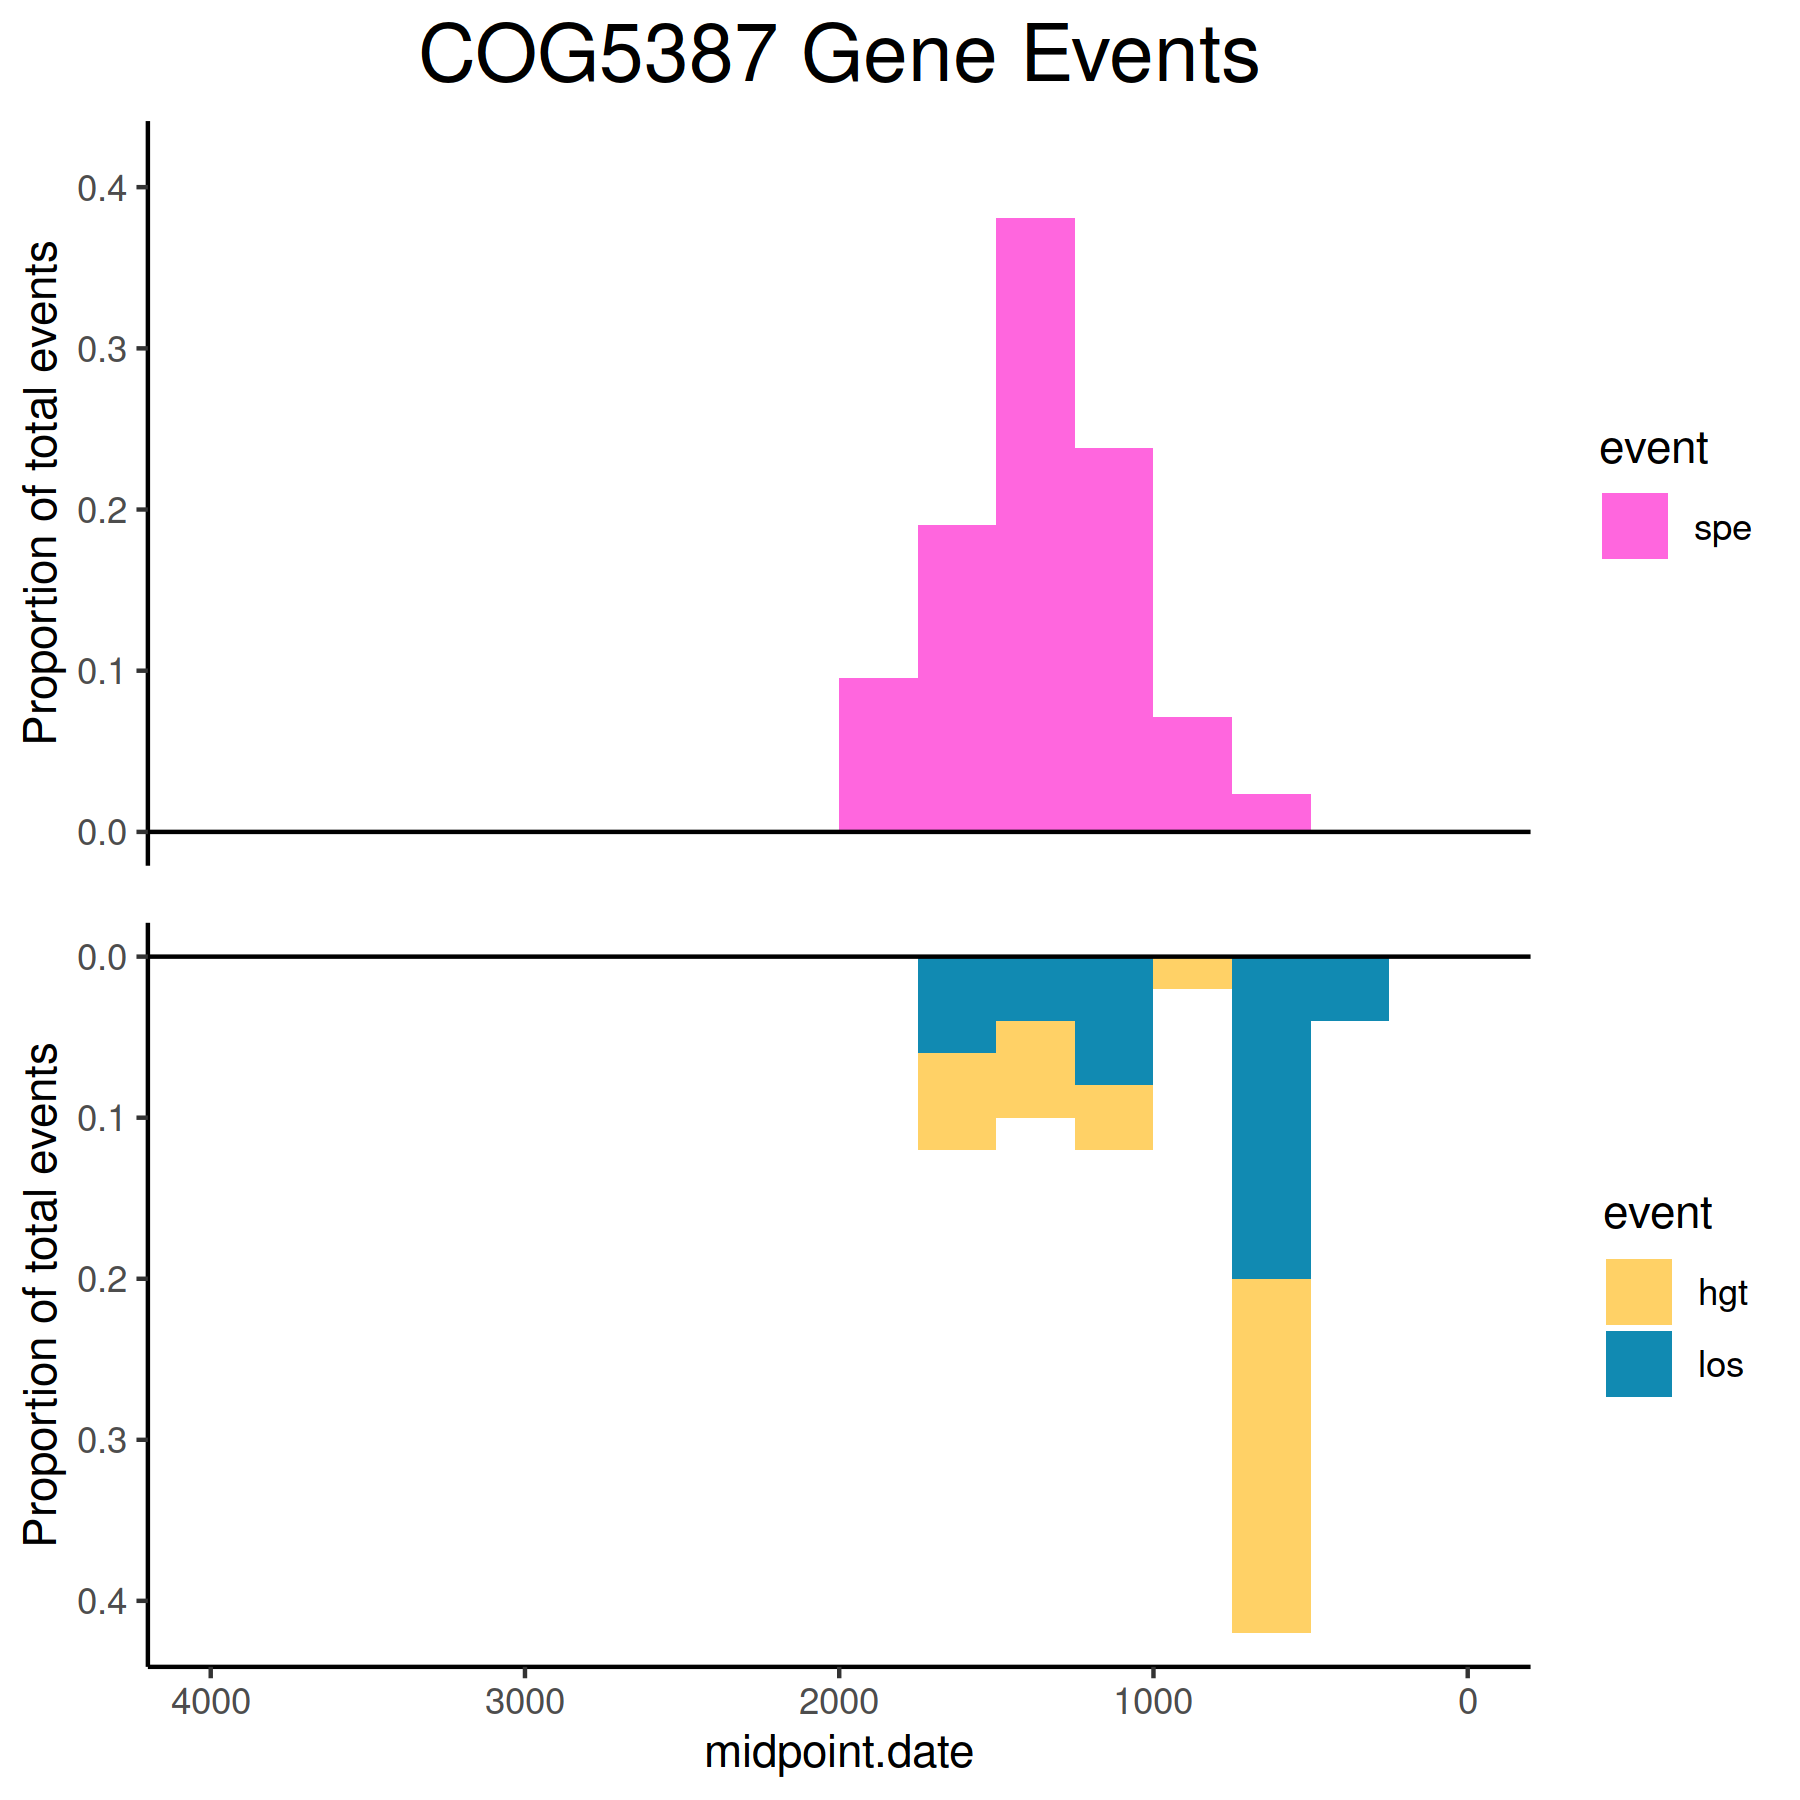 COG5387 Gene Events
Proportion of total events
0.4
0.3
0.2
0.1
0.0
event
spe
Proportion of total events
0.0
0.1
0.2
0.3
0.4
event
hgt
los
4000 3000 2000 1000 0
midpoint.date